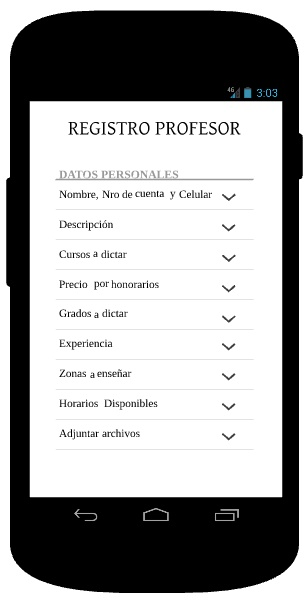 4G 3:03
REGISTRO PROFESOR
DATOS PERSONALES
Nombre, Nro de cuenta y Celular
Descripción
Cursos a dictar
Precio por honorarios
Grados a dictar
Experiencia
Zonas a enseñar
Horarios Disponibles
Adjuntar archivos